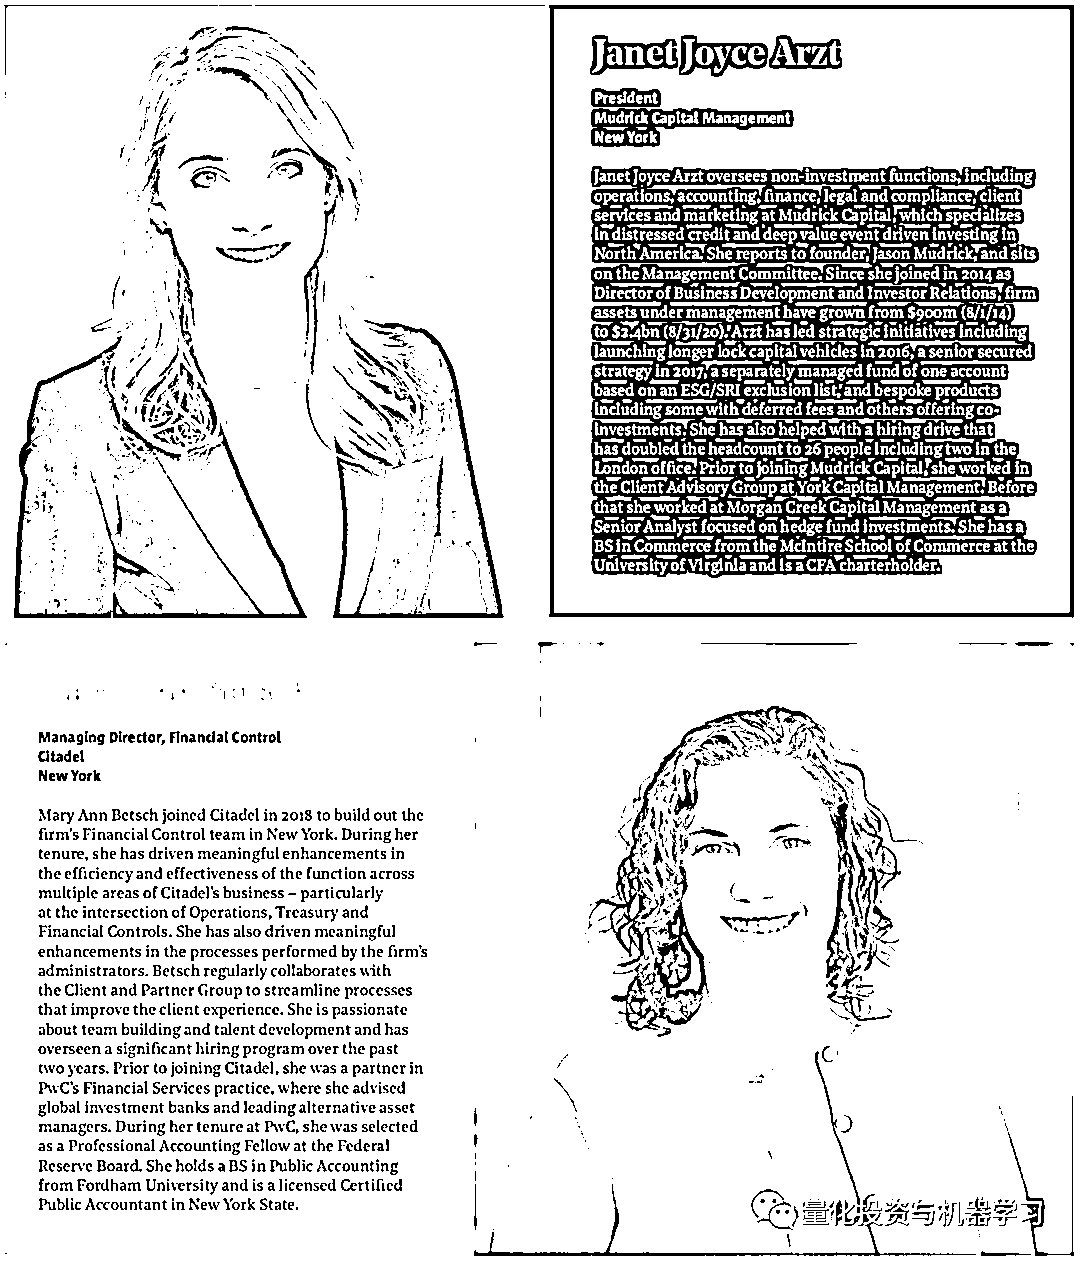 Janet Joyce Arzt
President
Mudrick Capital Management
New York
Janet Joyce Arzt oversees non-investment functions, including
operations, accounting, finance, legal and compliance, client
services and marketing at Mudrick Capital, which specializes
in distressed credit and deep value event driven investing in
North America. She reports to founder, Jason Mudrick, and sits
on the Management Committee. Since she joined in 2014 as
Director of Business Development and Investor Relations, firm
assets under management have grown from $900m (8/1/14)
to $2.4bn (8/31/20). Arzt has led strategic initiatives including
launching longer lock capital vehicles in 2016, a senior secured
strategy in 2017, a separately managed fund of one account
based on an ESG/SRI exclusion list, and bespoke products
including some with deferred fees and others offering co-
investments. She has also helped with a hiring drive that
has doubled the headcount to 26 people including two in the
London office. Prior to joining Mudrick Capital, she worked in
the Client Advisory Group at York Capital Management. Before
that she worked at Morgan Creek Capital Management as a
Senior Analyst focused on hedge fund investments. She has a
BS in Commerce from the McIntire School of Commerce at the
University of Virginia and is a CFA charterholder.
Managing Director, Financial Control
Citadel
New York
Mary Ann Betsch joined Citadel in 2018 to build out the
firm's Financial Control team in New York. During her
tenure, she has driven meaningful enhancements in
the efficiency and effectiveness of the function across
multiple areas of Citadel's business – particularly
at the intersection of Operations, Treasury and
Financial Controls. She has also driven meaningful
enhancements in the processes performed by the firm's
administrators. Betsch regularly collaborates with
the Client and Partner Group to streamline processes
that improve the client experience. She is passionate
about team building and talent development and has
overseen a significant hiring program over the past
two years. Prior to joining Citadel, she was a partner in
PwC's Financial Services practice, where she advised
global investment banks and leading alternative asset
managers. During her tenure at PwC, she was selected
as a Professional Accounting Fellow at the Federal
Reserve Board. She holds a BS in Public Accounting
from Fordham University and is a licensed Certified
Public Accountant in New York State.
量化投资与机器学习